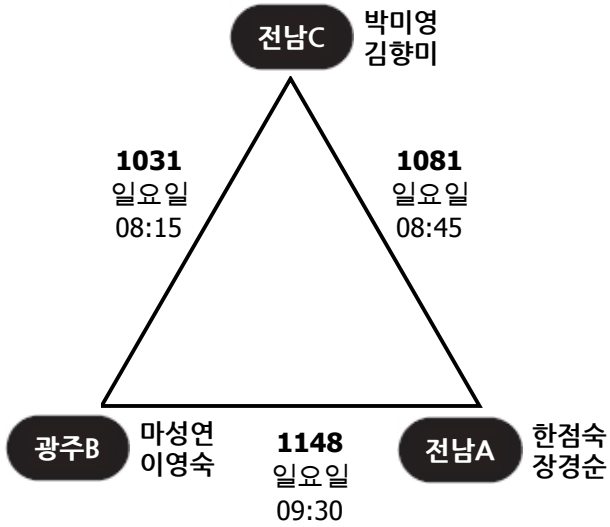 전남C
박미영
김향미
1031
일요일
08:15
1081
일요일
08:45
광주B
마성연
이영숙
1148
일요일
09:30
전남A
한점숙
장경순